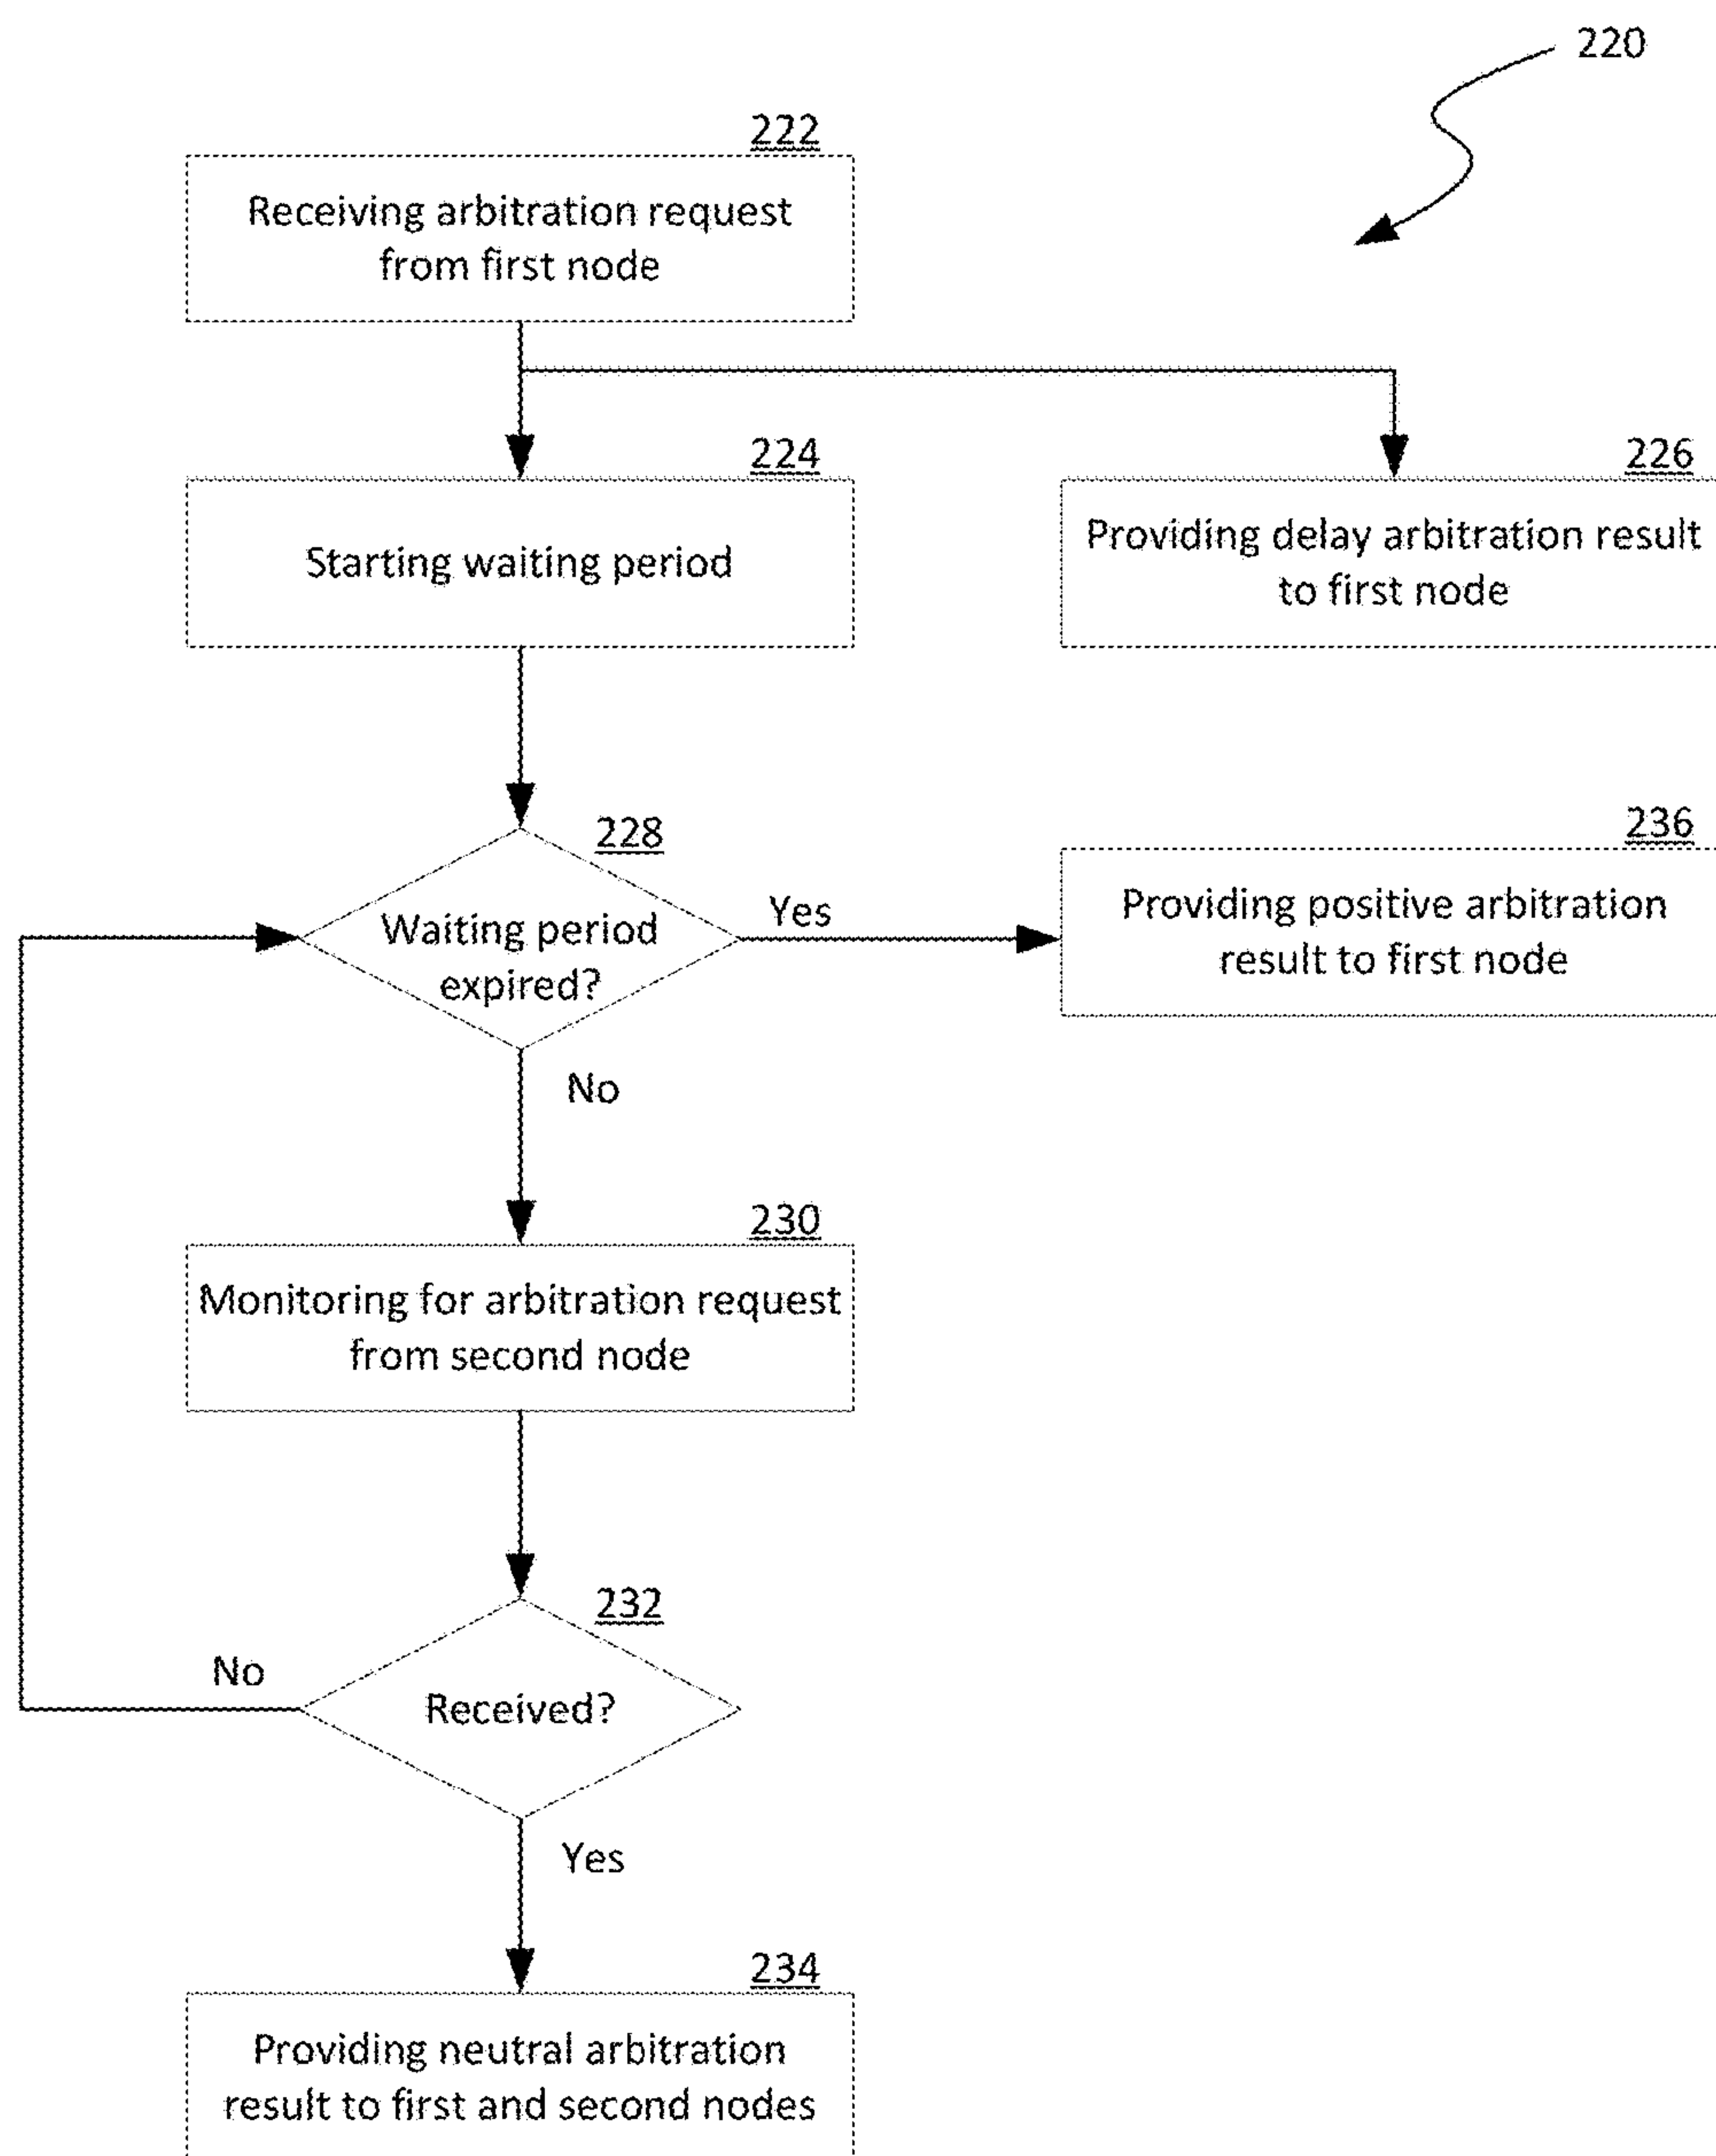 220
222
Receiving arbitration request
from first node
224
Starting waiting period
226
Providing delay arbitration result
to first node
228
Waiting period
expired?
Yes
236
Providing positive arbitration
result to first node
No
230
Monitoring for arbitration request
from second node
232
Received?
No
Yes
234
Providing neutral arbitration
result to first and second nodes